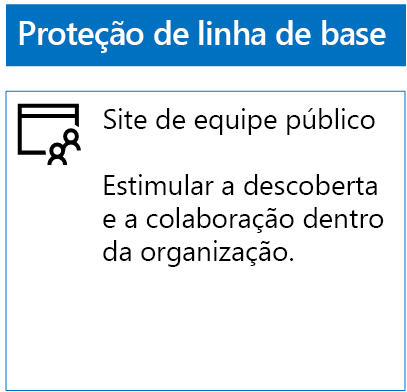 Proteção de linha de base
Site de equipe público
Estimular a descoberta
e a colaboração dentro
da organização.